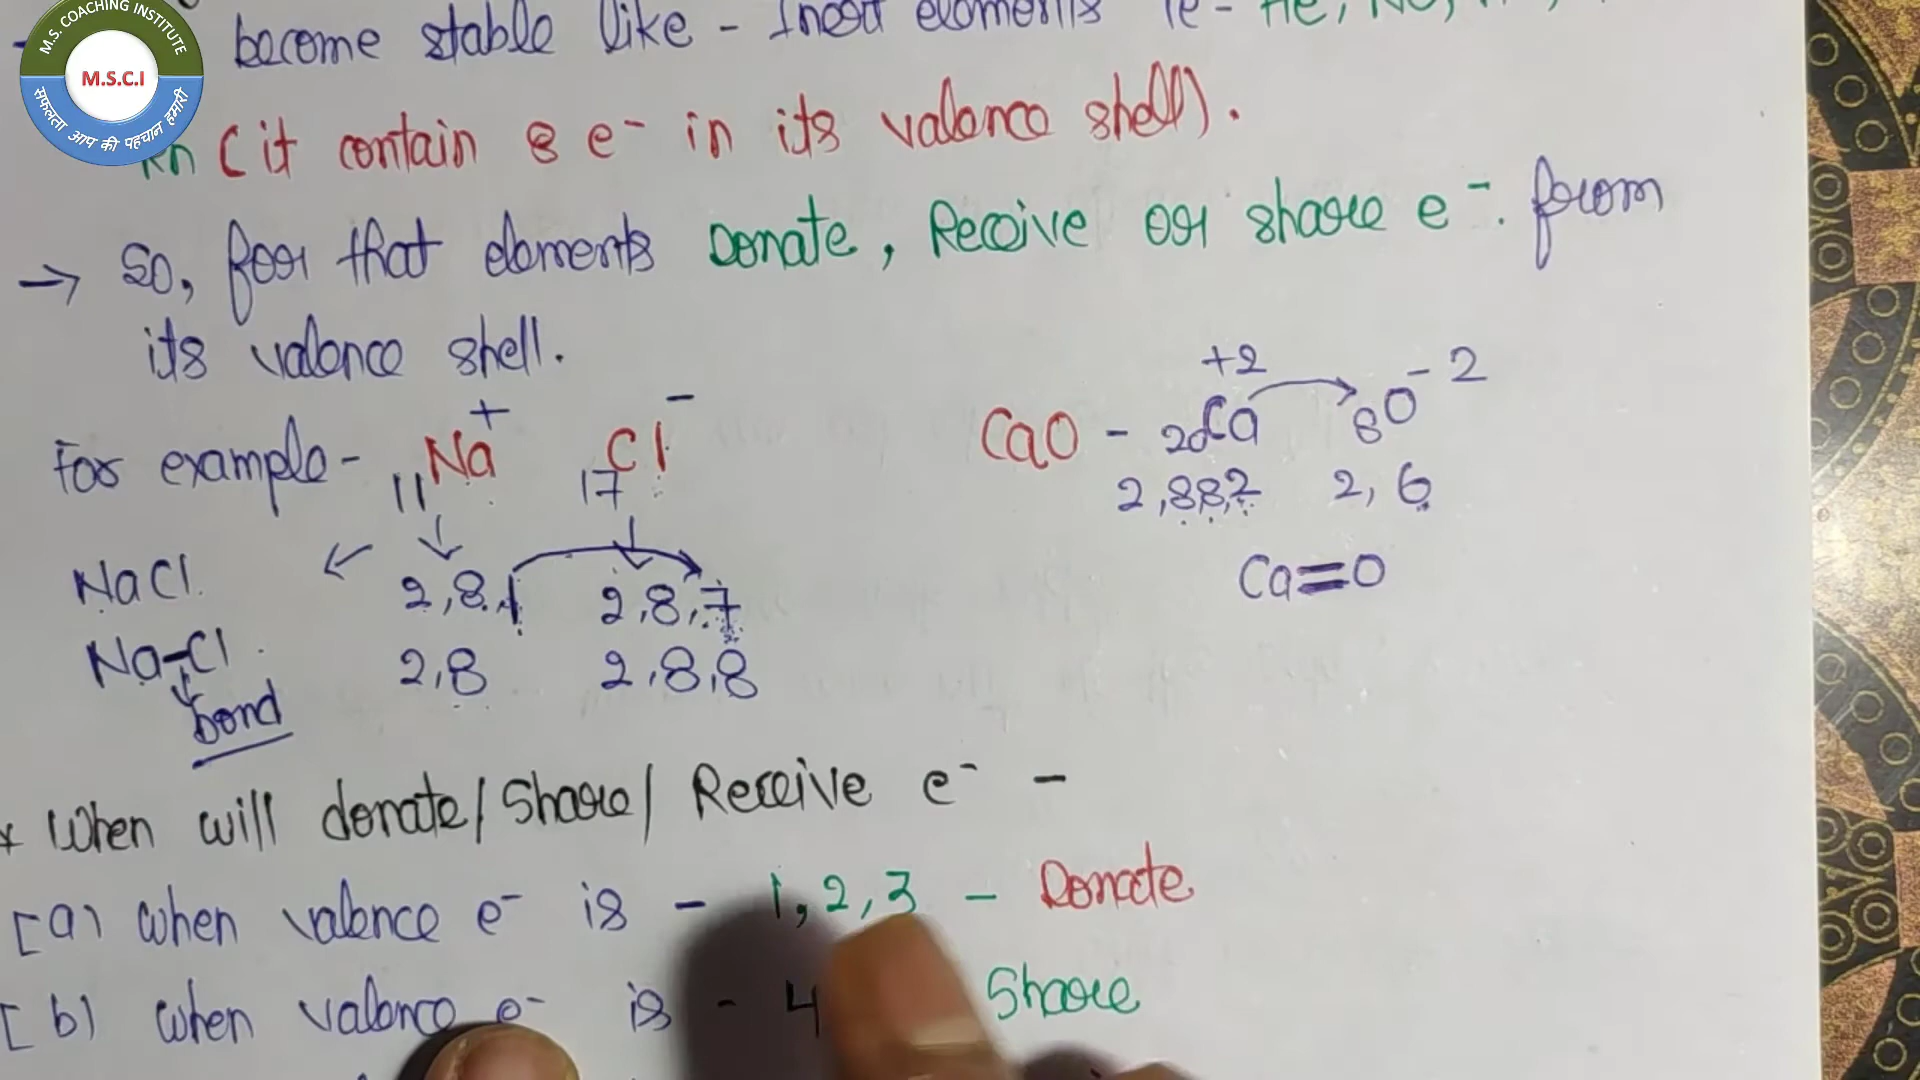 M.S. COACHING INSTITUTE
M.S.C.I
सफलता आप की पहचान हमारी
become stable like - Inert elements ie - He, Ne,
Rn ( it contain 8 e⁻ in its valence shell).
→ So, for that elements Donate, Receive or share e⁻. from
its valence shell.
For example - ₁₁Na⁺ ₁₇Cl⁻
CaO - ₂₀Ca⁺² ₈O⁻²
2,8,8,2 2,6
Ca=O
NaCl. ← 2,8,1 2,8,7
Na-Cl. 2,8 2,8,8
bond
* When will donate/Share/Receive e⁻ -
[a) when valence e⁻ is - 1,2,3 - Donate
[b) when valence e⁻ is - 4 Share